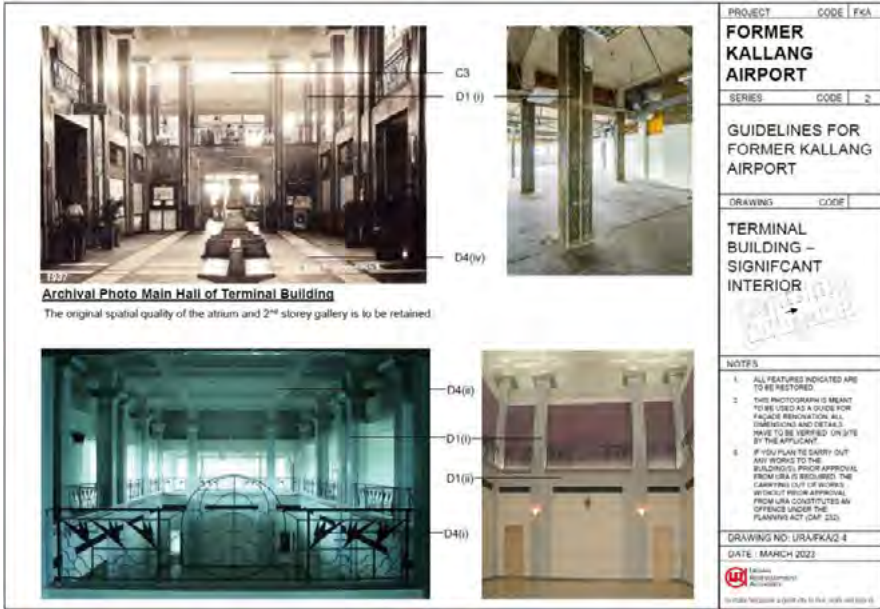 C3
D1 (i)
D4(iv)
1937
Archival Photo Main Hall of Terminal Building
The original spatial quality of the atrium and 2nd storey gallery is to be retained
D4(ii)
D1(i)
D1(ii)
D4(i)
PROJECT CODE FKA
FORMER
KALLANG
AIRPORT
SERIES CODE 2
GUIDELINES FOR
FORMER KALLANG
AIRPORT
DRAWING CODE
TERMINAL
BUILDING –
SIGNIFCANT
INTERIOR
NOTES
1. ALL FEATURES INDICATED ARE
TO BE RESTORED.
2. THIS PHOTOGRAPH IS MEANT
TO BE USED AS A GUIDE FOR
FAÇADE RENOVATION. ALL
DIMENSIONS AND DETAILS
HAVE TO BE VERIFIED ON SITE
BY THE APPLICANT.
IF YOU PLAN TO CARRY OUT
ANY WORKS TO THE
BUILDING(S), PRIOR APPROVAL
FROM URA IS REQUIRED. THE
CARRYING OUT OF WORKS
WITHOUT PRIOR APPROVAL
FROM URA CONSTITUTES AN
OFFENCE UNDER THE
PLANNING ACT (CAP. 232).
DRAWING NO: URA/FKA/2-4
DATE : MARCH 2023
Urban
Redevelopment
Authority